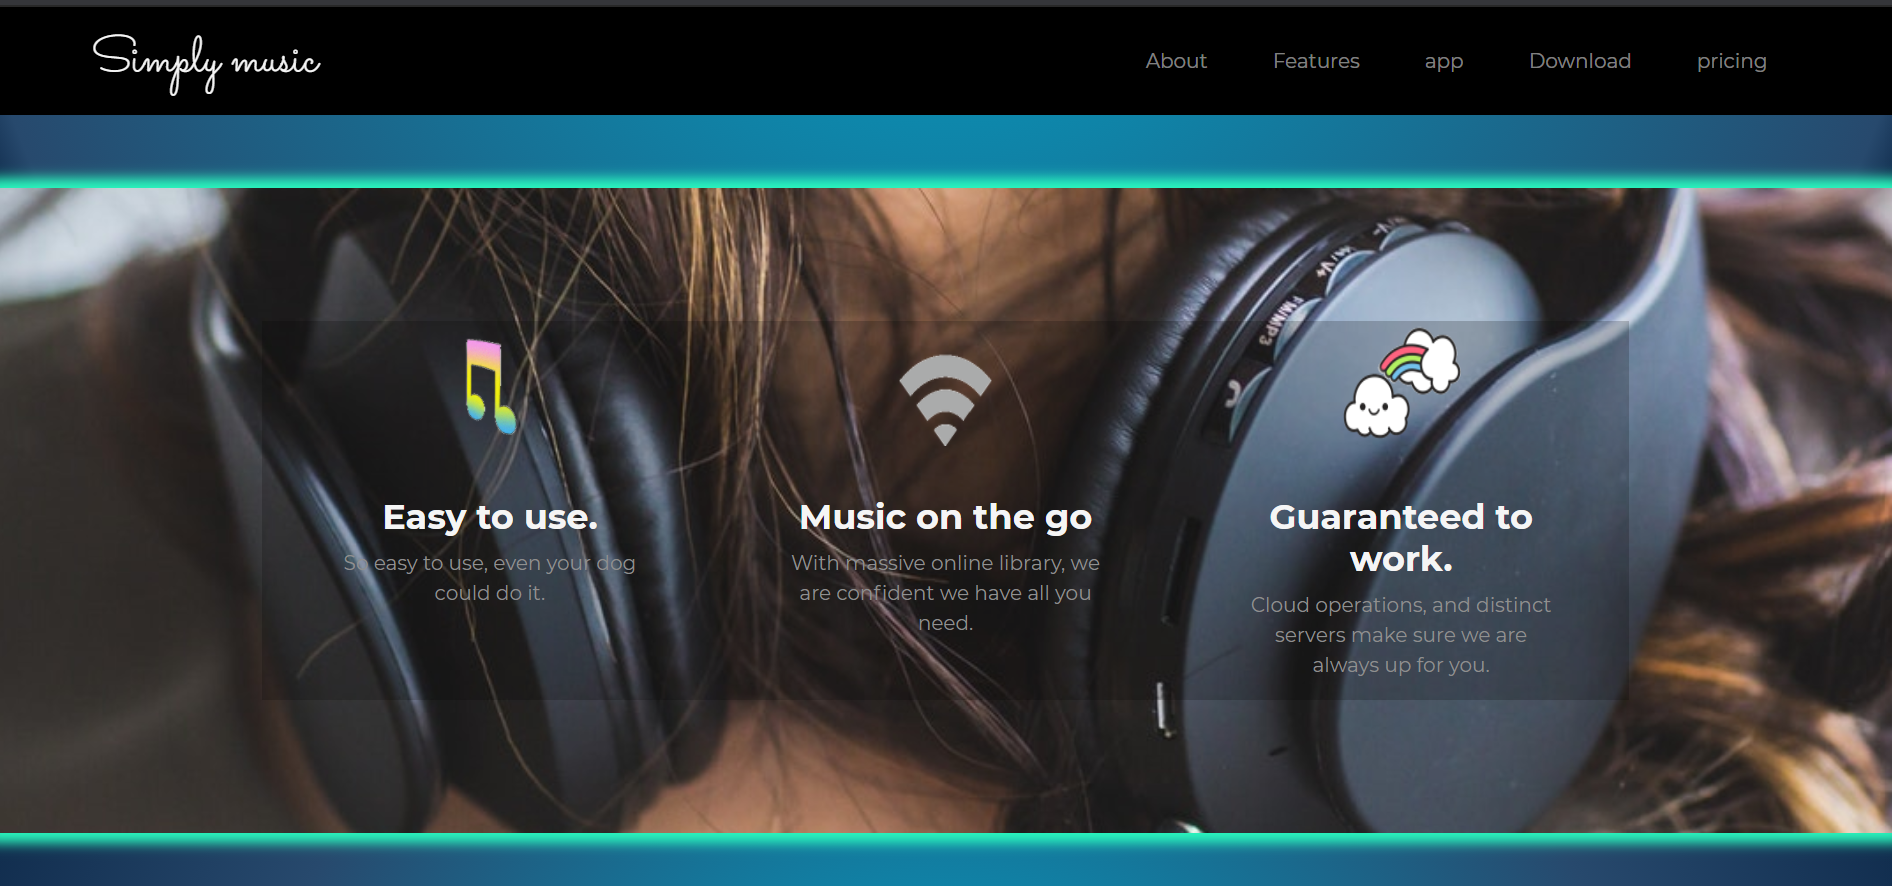 Simply music
About Features app Download pricing
V-
V+
FM/MP3
Easy to use.
So easy to use, even your dog
could do it.
Music on the go
With massive online library, we
are confident we have all you
need.
Guaranteed to
work.
Cloud operations, and distinct
servers make sure we are
always up for you.